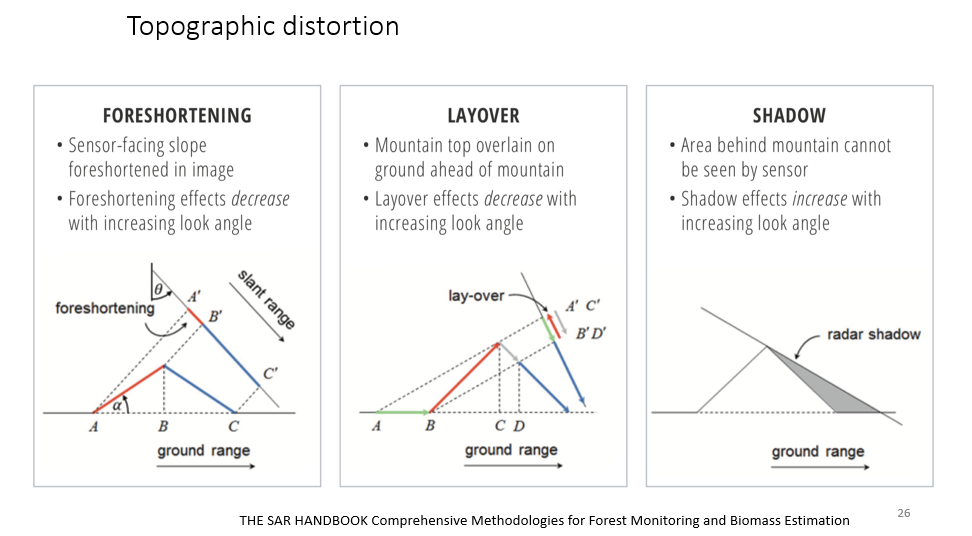 Topographic distortion
FORESHORTENING
• Sensor-facing slope
foreshortened in image
• Foreshortening effects decrease
with increasing look angle
θ
A'
foreshortening
B'
slant range
C'
α
A
B
C
ground range
LAYOVER
• Mountain top overlain on
ground ahead of mountain
• Layover effects decrease with
increasing look angle
lay-over
A' C'
B' D'
A
B
C D
ground range
SHADOW
• Area behind mountain cannot
be seen by sensor
• Shadow effects increase with
increasing look angle
radar shadow
ground range
THE SAR HANDBOOK Comprehensive Methodologies for Forest Monitoring and Biomass Estimation
26